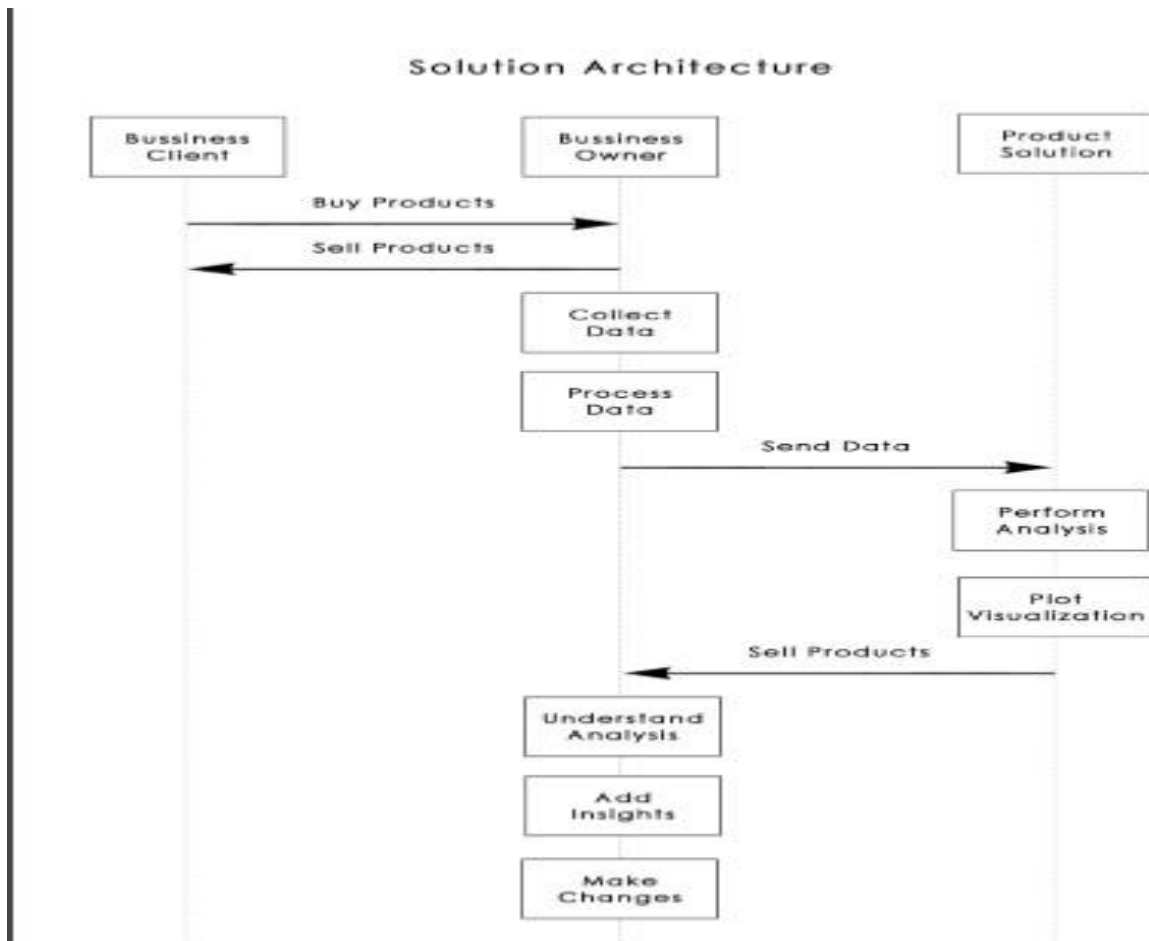 Solution Architecture
Bussiness
Client
Bussiness
Owner
Product
Solution
Buy Products
Sell Products
Collect
Data
Process
Data
Send Data
Perform
Analysis
Plot
Visualization
Sell Products
Understand
Analysis
Add
Insights
Make
Changes